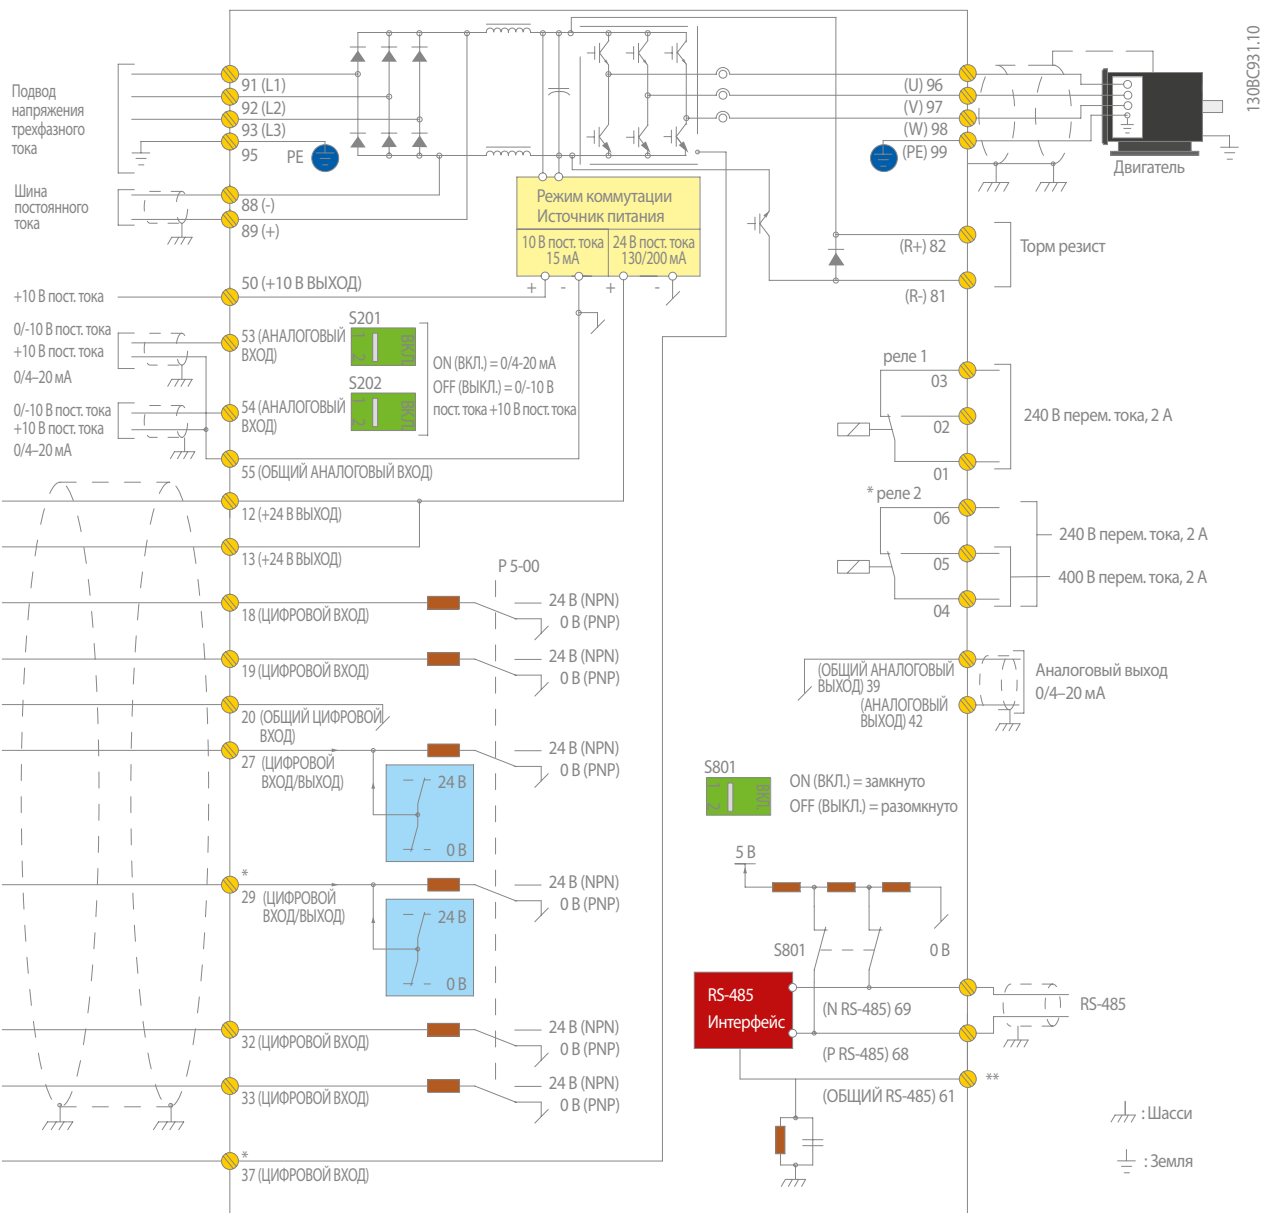 130BC931.10
Подвод
напряжения
трехфазного
тока
91 (L1)
92 (L2)
93 (L3)
95
PE
Шина
постоянного
тока
88 (-)
89 (+)
Режим коммутации
Источник питания
10 В пост. тока
15 мА
24 В пост. тока
130/200 мА
+
-
+
-
(U) 96
(V) 97
(W) 98
(PE) 99
Двигатель
(R+) 82
Торм резист
(R-) 81
+10 В пост. тока
50 (+10 В ВЫХОД)
0/-10 В пост. тока
+10 В пост. тока
0/4–20 мА
53 (АНАЛОГОВЫЙ
ВХОД)
S201
1
2
ВКЛ.
S202
1
2
ВКЛ.
ON (ВКЛ.) = 0/4-20 мА
OFF (ВЫКЛ.) = 0/-10 В
пост. тока +10 В пост. тока
0/-10 В пост. тока
+10 В пост. тока
0/4–20 мА
54 (АНАЛОГОВЫЙ
ВХОД)
55 (ОБЩИЙ АНАЛОГОВЫЙ ВХОД)
12 (+24 В ВЫХОД)
13 (+24 В ВЫХОД)
P 5-00
18 (ЦИФРОВОЙ ВХОД)
24 В (NPN)
0 В (PNP)
19 (ЦИФРОВОЙ ВХОД)
24 В (NPN)
0 В (PNP)
20 (ОБЩИЙ ЦИФРОВОЙ
ВХОД)
27 (ЦИФРОВОЙ
ВХОД/ВЫХОД)
24 В (NPN)
0 В (PNP)
24 В
0 В
*
29 (ЦИФРОВОЙ
ВХОД/ВЫХОД)
24 В (NPN)
0 В (PNP)
24 В
0 В
32 (ЦИФРОВОЙ ВХОД)
24 В (NPN)
0 В (PNP)
33 (ЦИФРОВОЙ ВХОД)
24 В (NPN)
0 В (PNP)
*
37 (ЦИФРОВОЙ ВХОД)
реле 1
03
02
01
240 В перем. тока, 2 А
* реле 2
06
05
04
240 В перем. тока, 2 А
400 В перем. тока, 2 А
(ОБЩИЙ АНАЛОГОВЫЙ
ВЫХОД) 39
(АНАЛОГОВЫЙ
ВЫХОД) 42
Аналоговый выход
0/4–20 мА
S801
1
2
ВКЛ.
ON (ВКЛ.) = замкнуто
OFF (ВЫКЛ.) = разомкнуто
5 В
S801
0 В
RS-485
Интерфейс
(N RS-485) 69
(P RS-485) 68
RS-485
(ОБЩИЙ RS-485) 61
**
: Шасси
: Земля